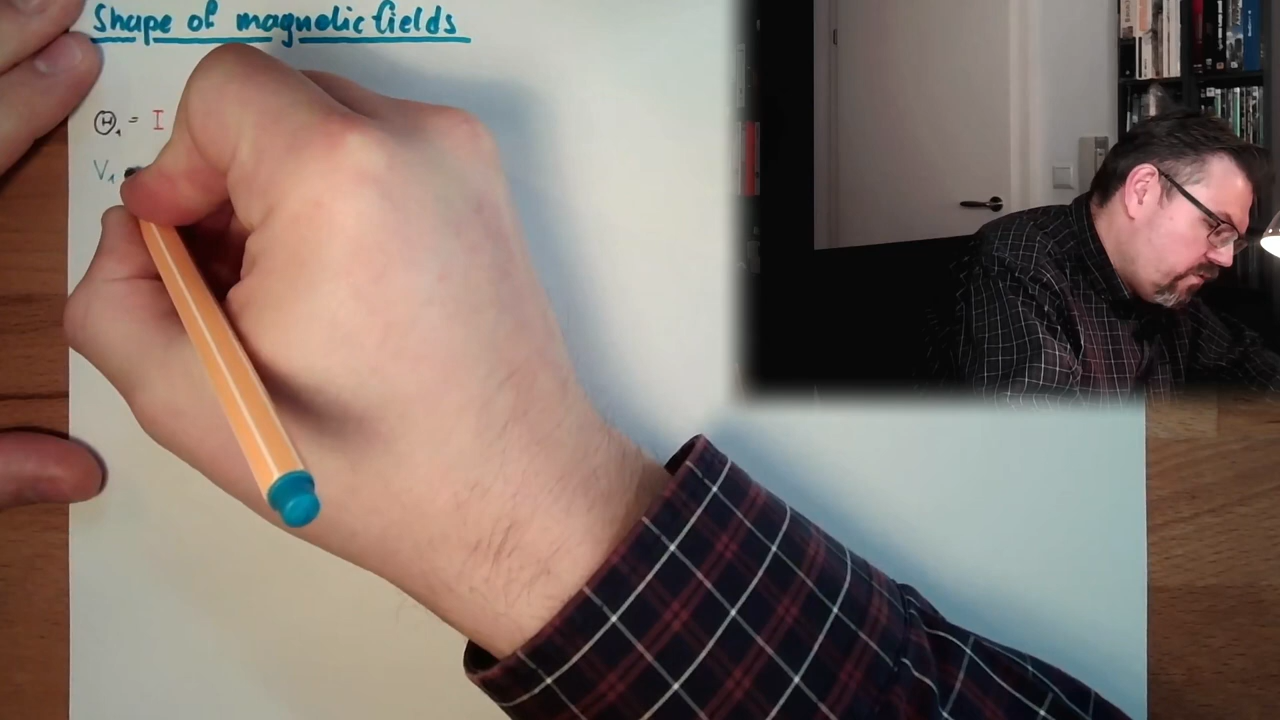 Shape of magnetic fields
Θ₁ = I
V₁